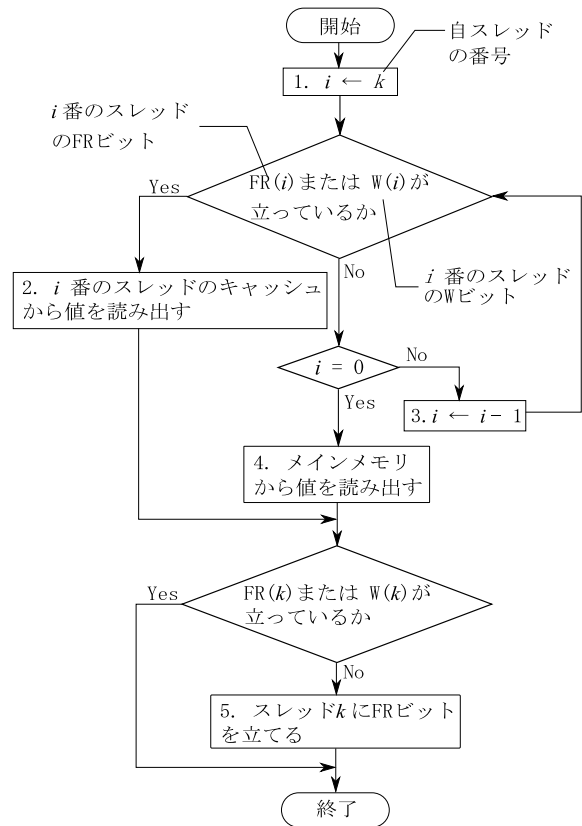 開始
自スレッド
の番号
1. i ← k
i 番のスレッド
のFRビット
FR(i)または W(i)が
立っているか
Yes
No
i 番のスレッド
のWビット
2. i 番のスレッドのキャッシュ
から値を読み出す
i = 0
No
Yes
3.i ← i- 1
4. メインメモリ
から値を読み出す
FR(k)または W(k)が
立っているか
Yes
No
5. スレッドkにFRビット
を立てる
終了